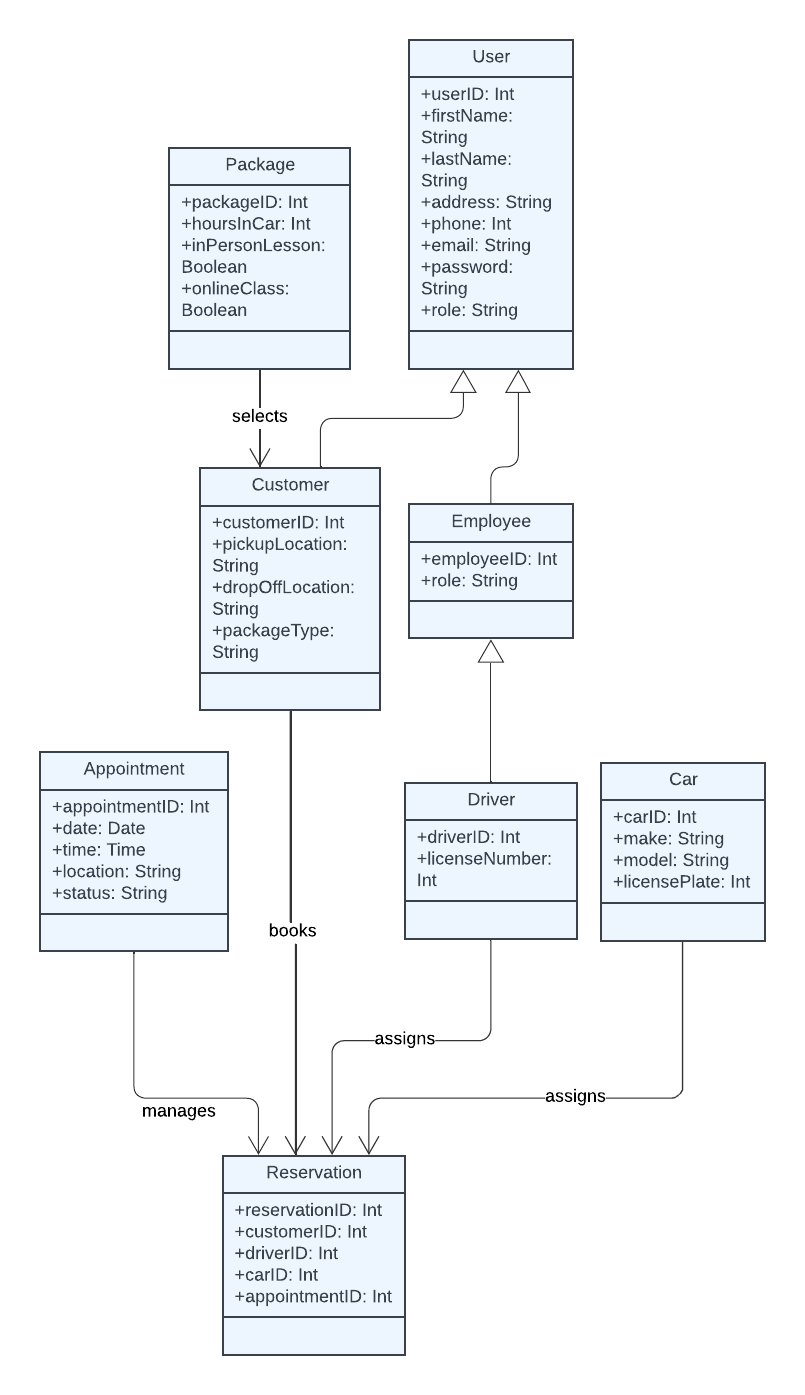 User
+userID: Int
+firstName:
String
+lastName:
String
+address: String
+phone: Int
+email: String
+password:
String
+role: String
Package
+packageID: Int
+hoursInCar: Int
+inPersonLesson:
Boolean
+onlineClass:
Boolean
selects
Customer
+customerID: Int
+pickupLocation:
String
+dropOffLocation:
String
+packageType:
String
Employee
+employeeID: Int
+role: String
Appointment
+appointmentID: Int
+date: Date
+time: Time
+location: String
+status: String
Driver
+driverID: Int
+licenseNumber:
Int
Car
+carID: Int
+make: String
+model: String
+licensePlate: Int
books
assigns
assigns
manages
Reservation
+reservationID: Int
+customerID: Int
+driverID: Int
+carID: Int
+appointmentID: Int